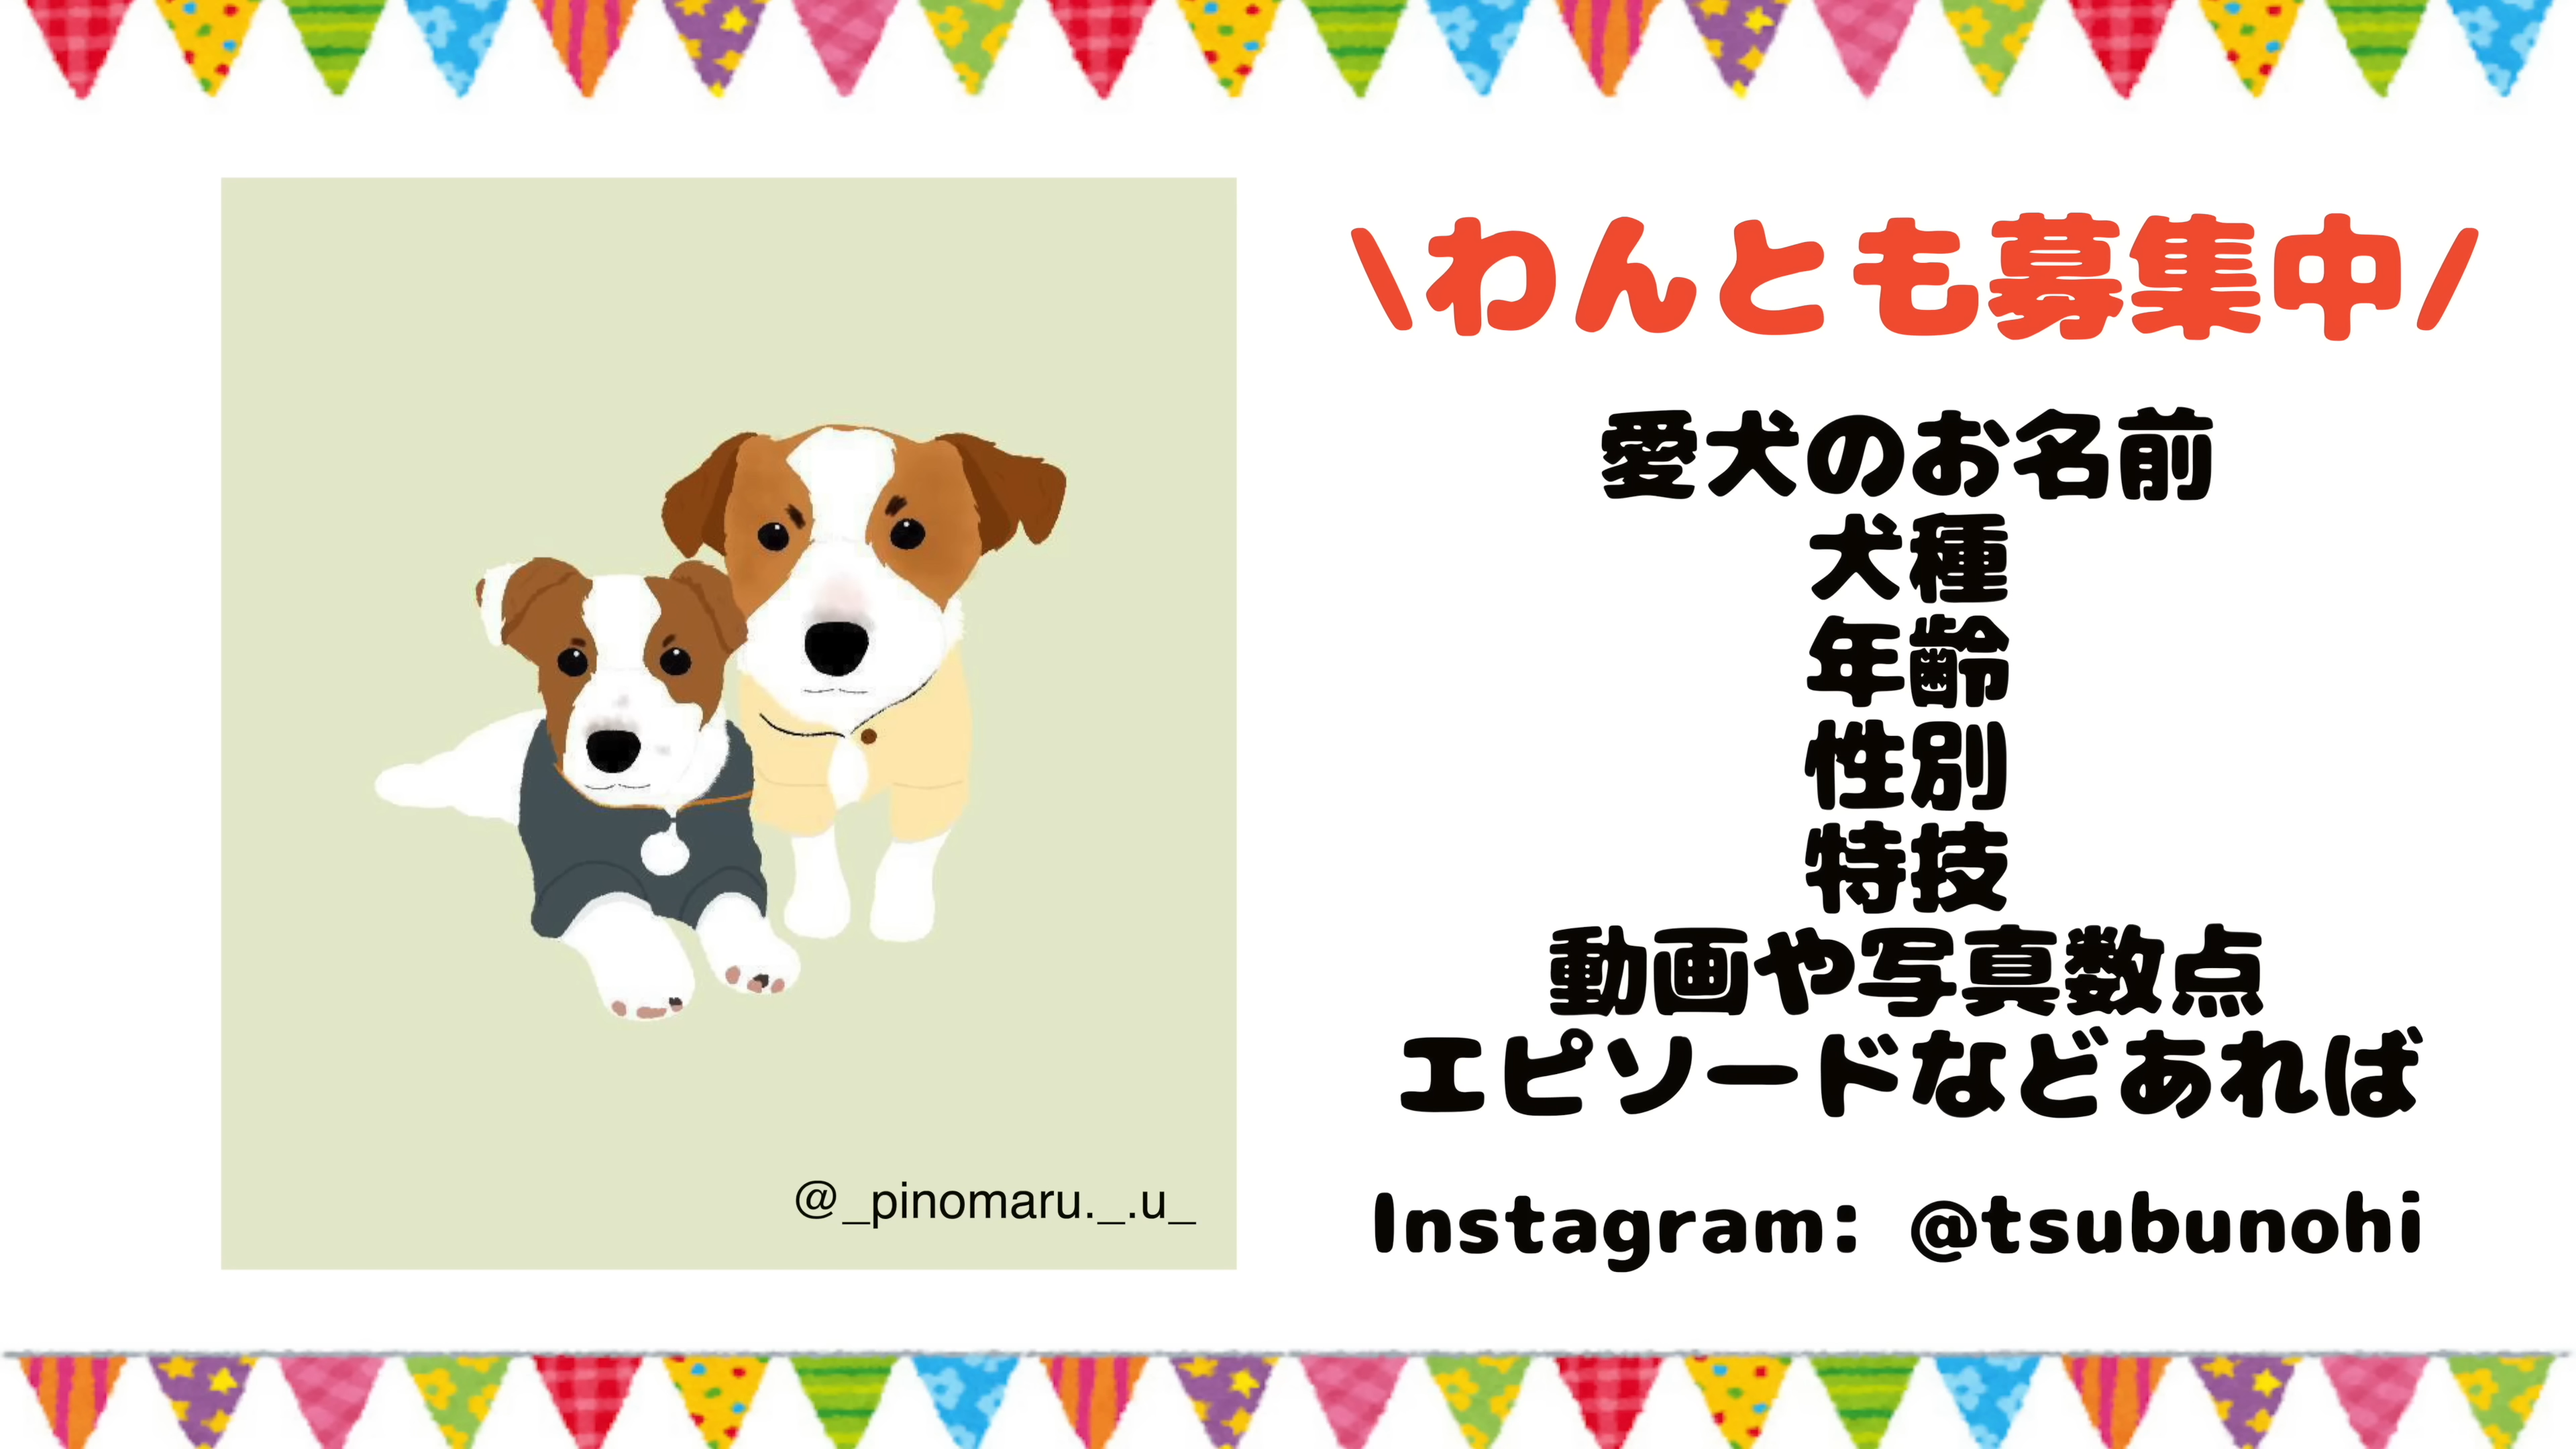 \わんとも募集中/
愛犬のお名前
犬種
年齢
性別
特技
動画や写真数点
エピソードなどあれば
Instagram: @tsubunohi
@_pinomaru._.u_